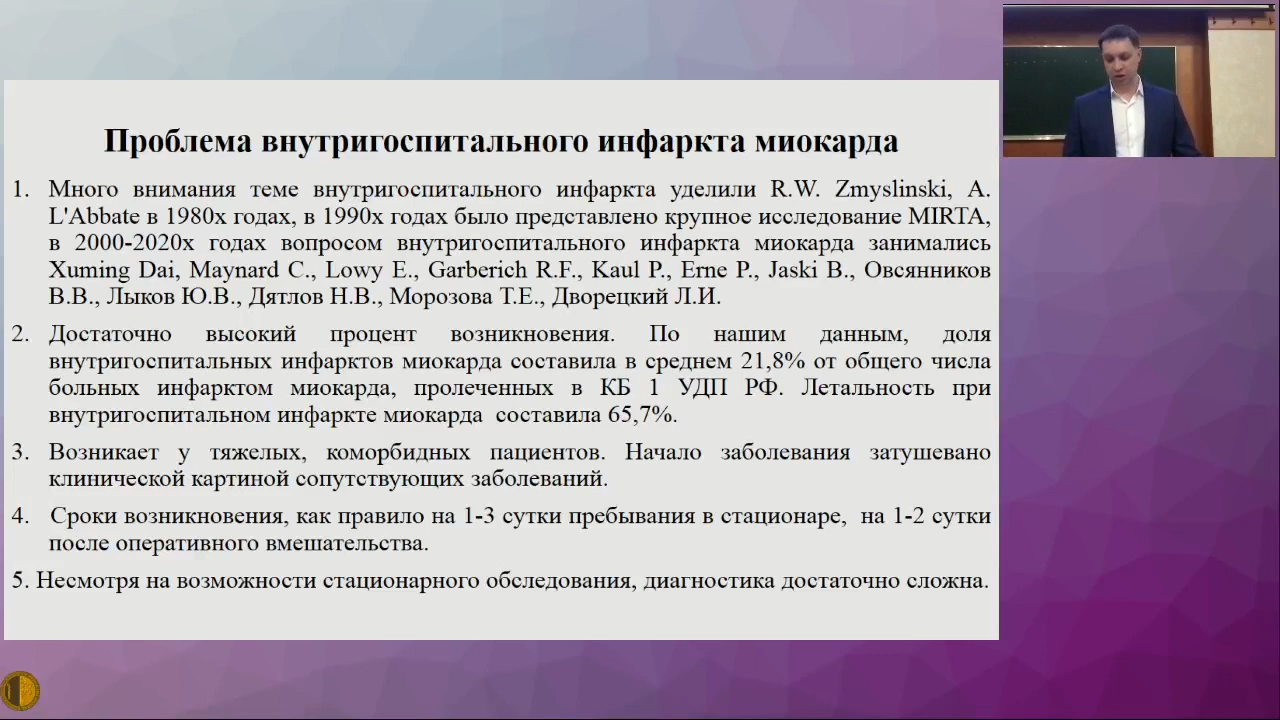 Проблема внутригоспитального инфаркта миокарда
1. Много внимания теме внутригоспитального инфаркта уделили R.W. Zmyslinski, A.
L'Abbate в 1980х годах, в 1990х годах было представлено крупное исследование MIRTA,
в 2000-2020х годах вопросом внутригоспитального инфаркта миокарда занимались
Xuming Dai, Maynard C., Lowy E., Garberich R.F., Kaul P., Erne P., Jaski B., Овсянников
В.В., Лыков Ю.В., Дятлов Н.В., Морозова Т.Е., Дворецкий Л.И.
2. Достаточно высокий процент возникновения. По нашим данным, доля
внутригоспитальных инфарктов миокарда составила в среднем 21,8% от общего числа
больных инфарктом миокарда, пролеченных в КБ 1 УДП РФ. Летальность при
внутригоспитальном инфаркте миокарда составила 65,7%.
3. Возникает у тяжелых, коморбидных пациентов. Начало заболевания затушевано
клинической картиной сопутствующих заболеваний.
4. Сроки возникновения, как правило на 1-3 сутки пребывания в стационаре, на 1-2 сутки
после оперативного вмешательства.
5. Несмотря на возможности стационарного обследования, диагностика достаточно сложна.